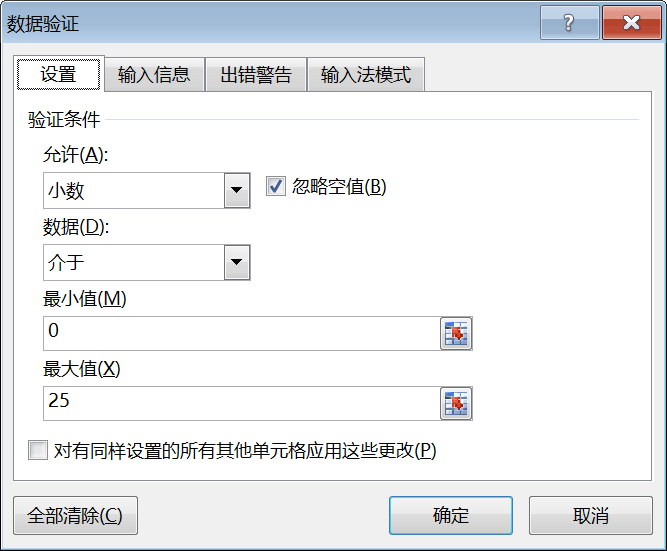 数据验证
设置 输入信息 出错警告 输入法模式
验证条件
允许(A):
小数 忽略空值(B)
数据(D):
介于
最小值(M)
0
最大值(X)
25
对有同样设置的所有其他单元格应用这些更改(P)
全部清除(C) 确定 取消